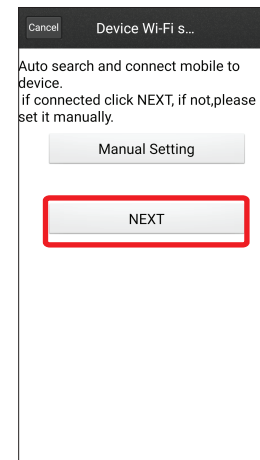 Cancel Device Wi-Fi s...
Auto search and connect mobile to
device.
if connected click NEXT, if not,please
set it manually.
Manual Setting
NEXT